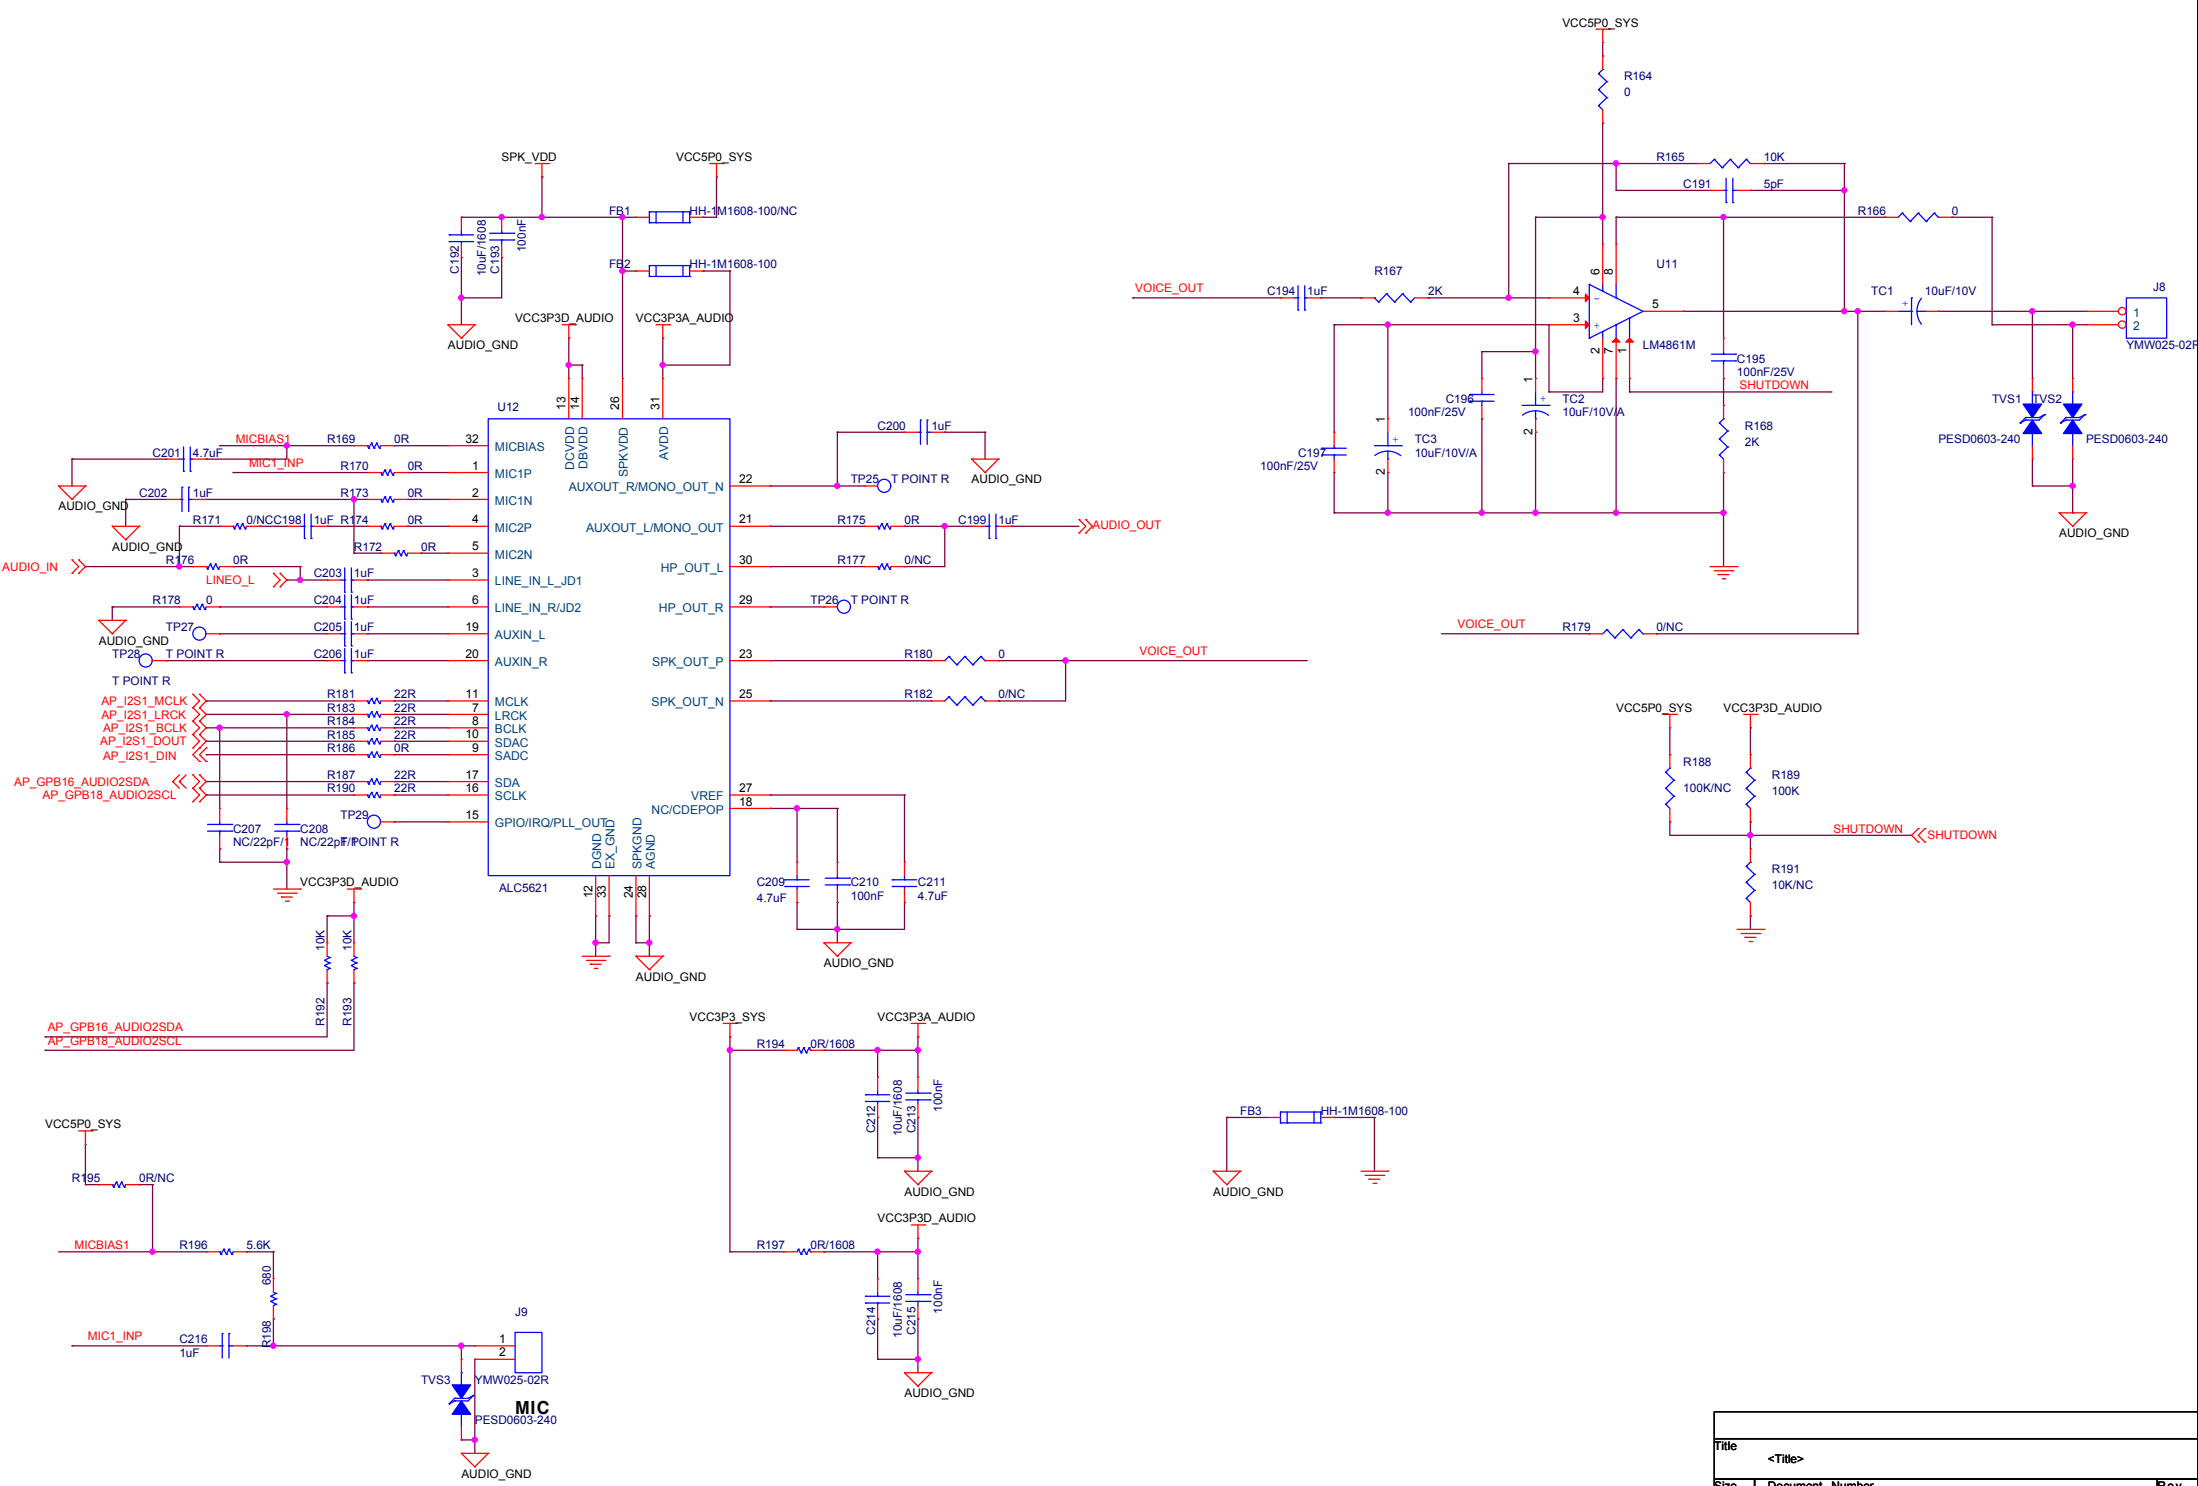 VCC5P0_SYS
R164
0
R165
10K
C191
5pF
R166
0
SPK_VDD
VCC5P0_SYS
FB1
HH-1M1608-100/NC
C192
10uF/1608
C193
100nF
FB2
HH-1M1608-100
AUDIO_GND
VCC3P3D_AUDIO
VCC3P3A_AUDIO
VOICE_OUT
C194
1uF
R167
2K
U11
6
8
4
3
5
2
7
1
LM4861M
TC1
10uF/10V
J8
1
2
YMW025-02R
C195
100nF/25V
SHUTDOWN
C196
100nF/25V
1
2
TC2
10uF/10V/A
C197
100nF/25V
1
2
TC3
10uF/10V/A
R168
2K
TVS1
TVS2
PESD0603-240
PESD0603-240
AUDIO_GND
U12
13
14
26
31
DCVDD
DBVDD
SPKVDD
AVDD
MICBIAS1
R169
0R
32
MICBIAS
C201
4.7uF
MIC1_INP
R170
0R
1
MIC1P
AUDIO_GND
C202
1uF
R173
0R
2
MIC1N
AUDIO_GND
R171
0/NC
C198
1uF
R174
0R
4
MIC2P
R172
0R
5
MIC2N
AUDIO_IN
R176
0R
LINEO_L
C203
1uF
3
LINE_IN_L_JD1
R178
0
C204
1uF
6
LINE_IN_R/JD2
AUDIO_GND
TP27
C205
1uF
19
AUXIN_L
TP28
T POINT R
C206
1uF
20
AUXIN_R
T POINT R
AP_I2S1_MCLK
R181
22R
11
MCLK
AP_I2S1_LRCK
R183
22R
7
LRCK
AP_I2S1_BCLK
R184
22R
8
BCLK
AP_I2S1_DOUT
R185
22R
10
SDAC
AP_I2S1_DIN
R186
0R
9
SADC
AP_GPB16_AUDIO2SDA
R187
22R
17
SDA
AP_GPB18_AUDIO2SCL
R190
22R
16
SCLK
TP29
15
GPIO/IRQ/PLL_OUT
T POINT R
C207
NC/22pF/1
C208
NC/22pF/1
C200
1uF
AUDIO_GND
AUXOUT_R/MONO_OUT_N
22
TP25
T POINT R
AUXOUT_L/MONO_OUT
21
R175
0R
C199
1uF
AUDIO_OUT
HP_OUT_L
30
R177
0/NC
HP_OUT_R
29
TP26
T POINT R
SPK_OUT_P
23
R180
0
VOICE_OUT
SPK_OUT_N
25
R182
0/NC
VREF
27
NC/CDEPOP
18
DGND
EX_GND
SPKGND
AGND
12
33
24
28
ALC5621
AUDIO_GND
C209
4.7uF
C210
100nF
C211
4.7uF
AUDIO_GND
VOICE_OUT
R179
0/NC
VCC5P0_SYS
VCC3P3D_AUDIO
R188
100K/NC
R189
100K
SHUTDOWN
SHUTDOWN
R191
10K/NC
VCC3P3D_AUDIO
10K
10K
R192
R193
AP_GPB16_AUDIO2SDA
AP_GPB18_AUDIO2SCL
VCC3P3_SYS
VCC3P3A_AUDIO
R194
0R/1608
C212
10uF/1608
C213
100nF
AUDIO_GND
VCC3P3D_AUDIO
R197
0R/1608
C214
10uF/1608
C215
100nF
AUDIO_GND
FB3
HH-1M1608-100
AUDIO_GND
VCC5P0_SYS
R195
0R/NC
MICBIAS1
R196
5.6K
680
R198
MIC1_INP
C216
1uF
J9
1
2
TVS3
YMW025-02R
MIC
PESD0603-240
AUDIO_GND
Title
<Title>
Size
Document Number
Rev